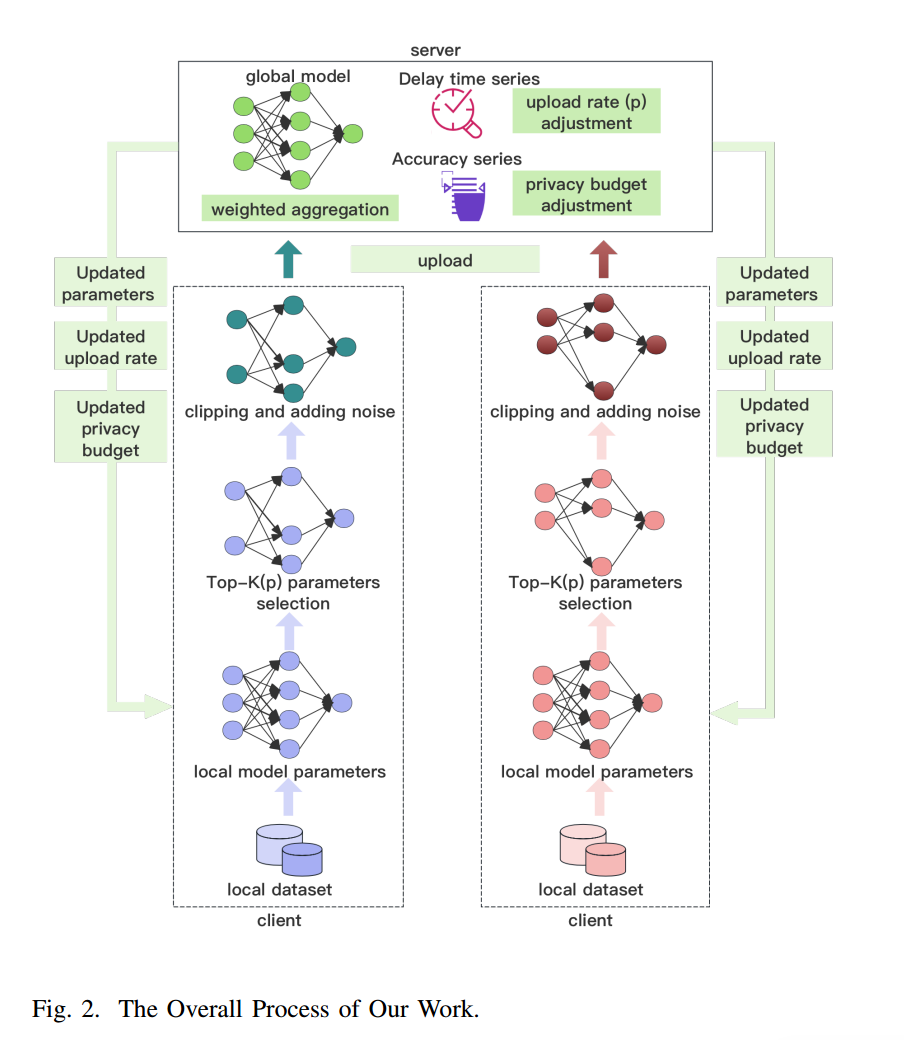 server
global model
Delay time series
upload rate (p)
adjustment
Accuracy series
privacy budget
adjustment
weighted aggregation
upload
Updated
parameters
Updated
upload rate
Updated
privacy
budget
Updated
parameters
Updated
upload rate
Updated
privacy
budget
clipping and adding noise
Top-K(p) parameters
selection
local model parameters
local dataset
client
clipping and adding noise
Top-K(p) parameters
selection
local model parameters
local dataset
client
Fig. 2. The Overall Process of Our Work.